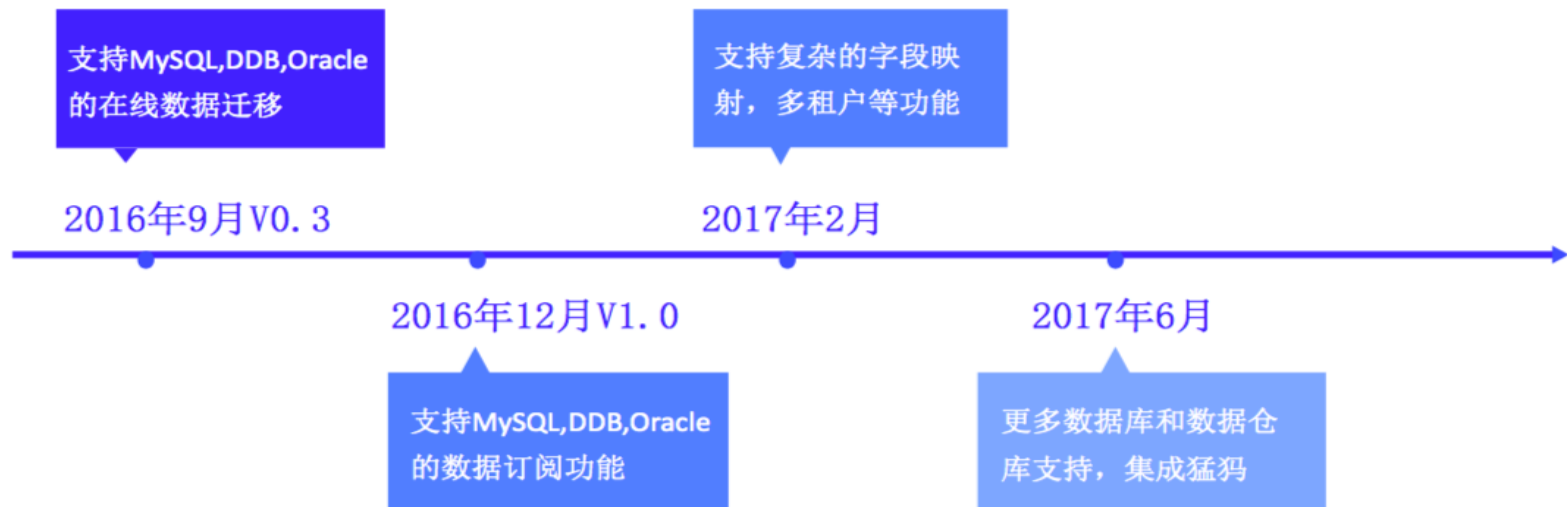 支持MySQL,DDB,Oracle
的在线数据迁移
2016年9月V0.3
支持复杂的字段映
射，多租户等功能
2017年2月
2016年12月V1.0
支持MySQL,DDB,Oracle
的数据订阅功能
2017年6月
更多数据库和数据仓
库支持，集成猛犸